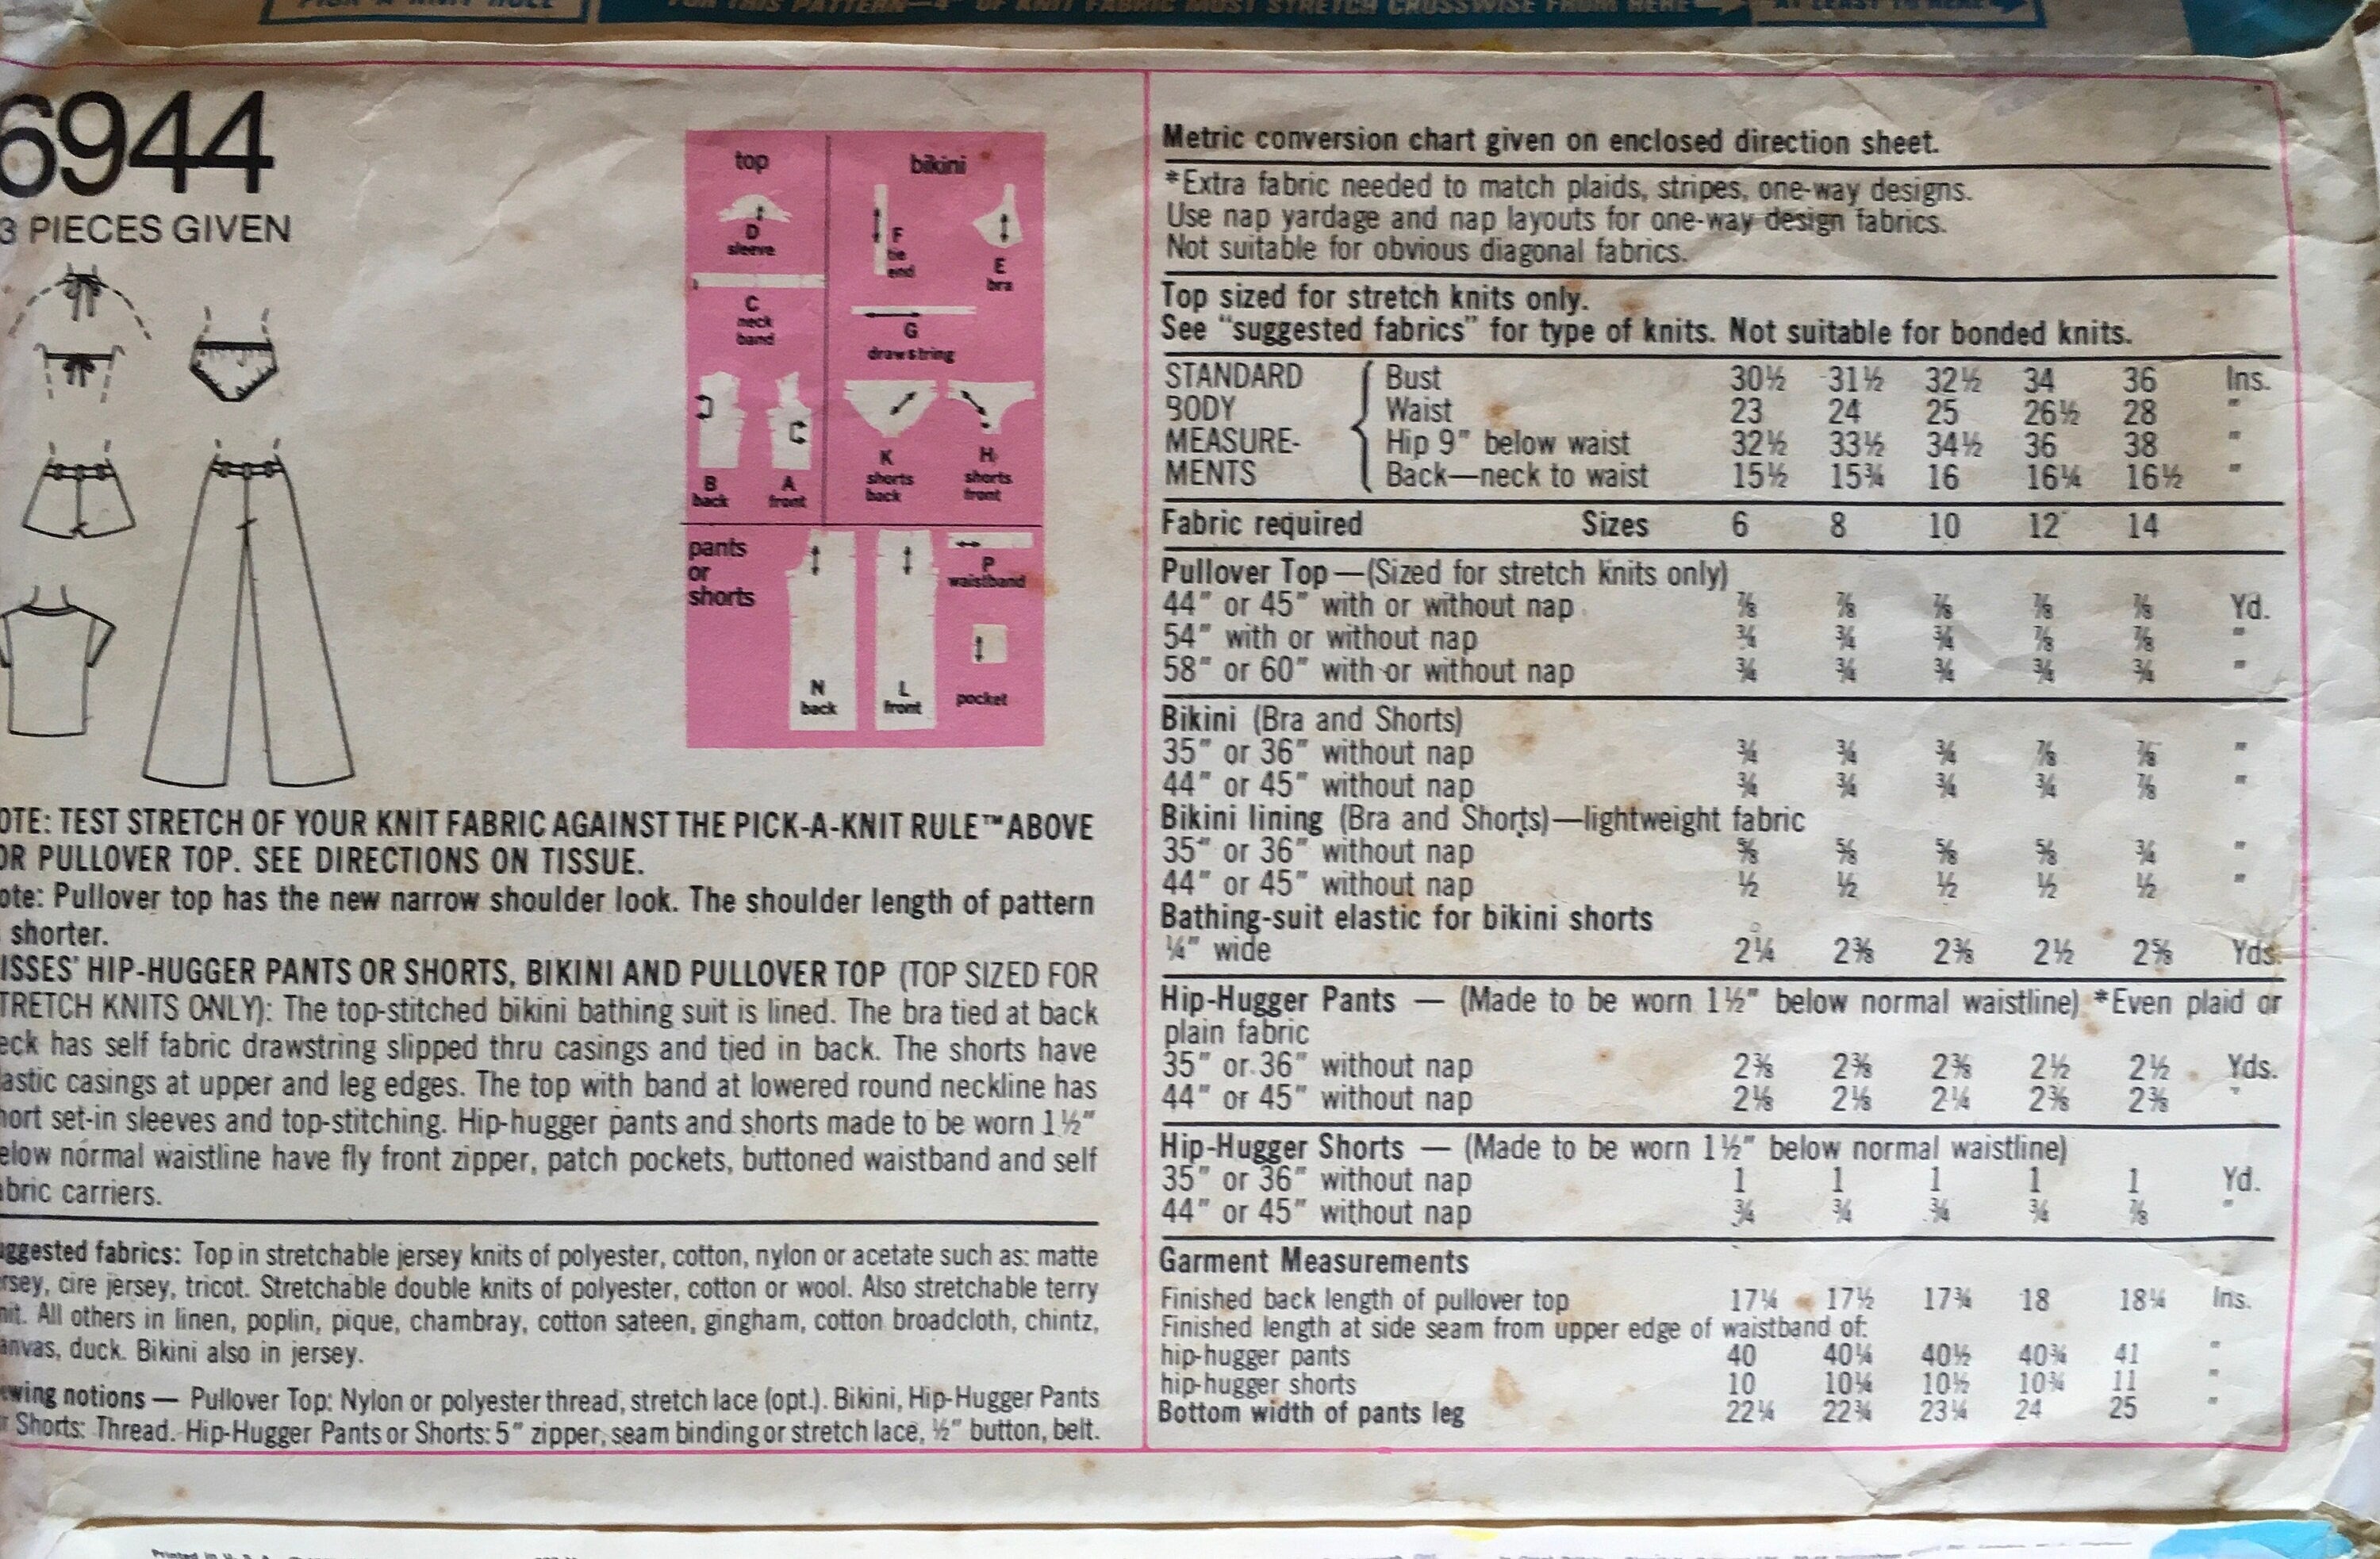 FOR THIS PATTERN—4" OF KNIT FABRIC MUST STRETCH CROSSWISE FROM HERE
AT LEAST TO HERE
6944
3 PIECES GIVEN
top
bikini
D
sleeve
F
tie
end
E
bra
C
neck
band
G
drawstring
B
back
A
front
K
shorts
back
H
shorts
front
pants
or
shorts
N
back
L
front
P
waistband
pocket
OTE: TEST STRETCH OF YOUR KNIT FABRIC AGAINST THE PICK-A-KNIT RULE™ ABOVE
OR PULLOVER TOP. SEE DIRECTIONS ON TISSUE.
ote: Pullover top has the new narrow shoulder look. The shoulder length of pattern
shorter.
ISSES' HIP-HUGGER PANTS OR SHORTS, BIKINI AND PULLOVER TOP (TOP SIZED FOR
TRETCH KNITS ONLY): The top-stitched bikini bathing suit is lined. The bra tied at back
eck has self fabric drawstring slipped thru casings and tied in back. The shorts have
astic casings at upper and leg edges. The top with band at lowered round neckline has
hort set-in sleeves and top-stitching. Hip-hugger pants and shorts made to be worn 1½"
elow normal waistline have fly front zipper, patch pockets, buttoned waistband and self
abric carriers.
uggested fabrics: Top in stretchable jersey knits of polyester, cotton, nylon or acetate such as: matte
ersey, cire jersey, tricot. Stretchable double knits of polyester, cotton or wool. Also stretchable terry
nit. All others in linen, poplin, pique, chambray, cotton sateen, gingham, cotton broadcloth, chintz,
anvas, duck. Bikini also in jersey.
ewing notions — Pullover Top: Nylon or polyester thread, stretch lace (opt.). Bikini, Hip-Hugger Pants
r Shorts: Thread. Hip-Hugger Pants or Shorts: 5" zipper, seam binding or stretch lace, ½" button, belt.
Metric conversion chart given on enclosed direction sheet.
*Extra fabric needed to match plaids, stripes, one-way designs.
Use nap yardage and nap layouts for one-way design fabrics.
Not suitable for obvious diagonal fabrics.
Top sized for stretch knits only.
See "suggested fabrics" for type of knits. Not suitable for bonded knits.
STANDARD Bust 30½ 31½ 32½ 34 36 Ins.
BODY Waist 23 24 25 26½ 28 "
MEASURE- Hip 9" below waist 32½ 33½ 34½ 36 38 "
MENTS Back—neck to waist 15½ 15¾ 16 16¼ 16½ "
Fabric required Sizes 6 8 10 12 14
Pullover Top—(Sized for stretch knits only)
44" or 45" with or without nap ⅞ ⅞ ⅞ ⅞ ⅞ Yd.
54" with or without nap ¾ ¾ ¾ ⅞ ⅞ "
58" or 60" with or without nap ¾ ¾ ¾ ¾ ¾ "
Bikini (Bra and Shorts)
35" or 36" without nap ¾ ¾ ¾ ⅞ ⅞ "
44" or 45" without nap ¾ ¾ ¾ ¾ ⅞ "
Bikini lining (Bra and Shorts)—lightweight fabric
35" or 36" without nap ⅝ ⅝ ⅝ ⅝ ¾ "
44" or 45" without nap ½ ½ ½ ½ ½ "
Bathing-suit elastic for bikini shorts
¼" wide 2¼ 2⅜ 2⅜ 2½ 2⅝ Yds.
Hip-Hugger Pants — (Made to be worn 1½" below normal waistline) *Even plaid or
plain fabric
35" or 36" without nap 2⅜ 2⅜ 2⅜ 2½ 2½ Yds.
44" or 45" without nap 2⅛ 2⅛ 2¼ 2⅜ 2⅜ "
Hip-Hugger Shorts — (Made to be worn 1½" below normal waistline)
35" or 36" without nap 1 1 1 1 1 Yd.
44" or 45" without nap ¾ ¾ ¾ ¾ ⅞ "
Garment Measurements
Finished back length of pullover top 17¼ 17½ 17¾ 18 18¼ Ins.
Finished length at side seam from upper edge of waistband of:
hip-hugger pants 40 40¼ 40½ 40¾ 41 "
hip-hugger shorts 10 10¼ 10½ 10¾ 11 "
Bottom width of pants leg 22¼ 22¾ 23¼ 24 25 "